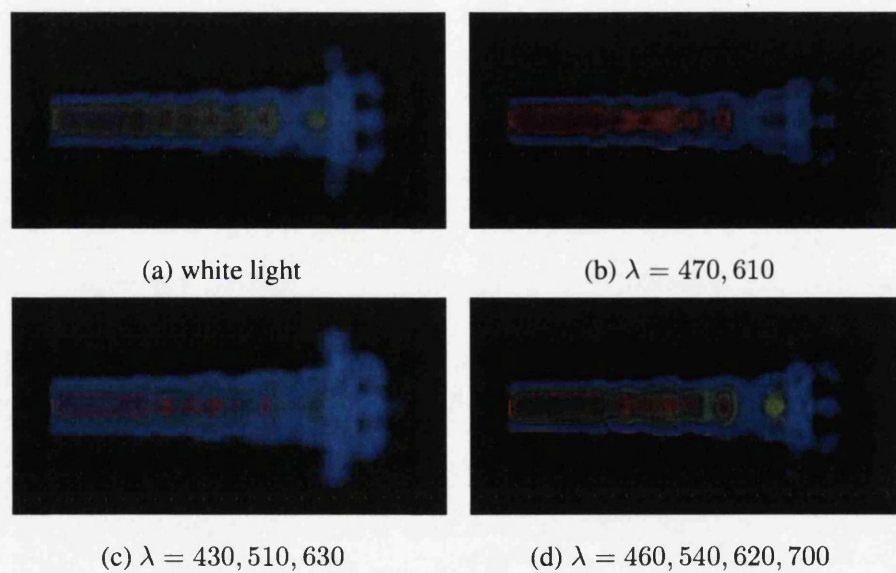 (a) white light
(b) λ = 470, 610
(c) λ = 430, 510, 630
(d) λ = 460, 540, 620, 700